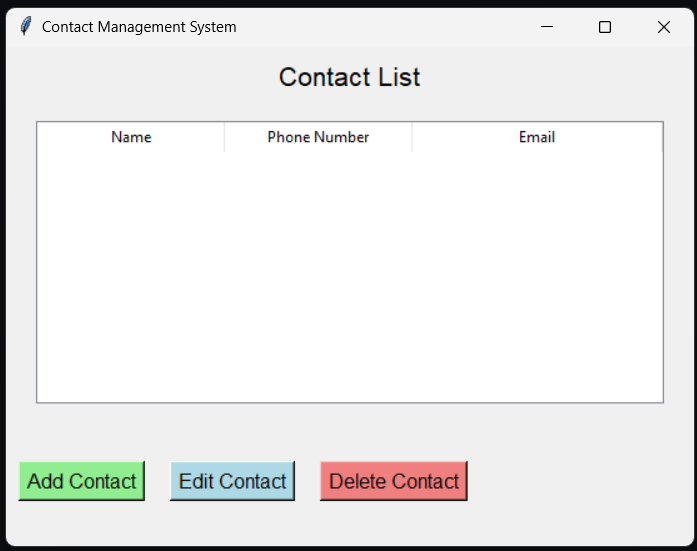 Contact Management System
Contact List
Name Phone Number Email
Add Contact Edit Contact Delete Contact